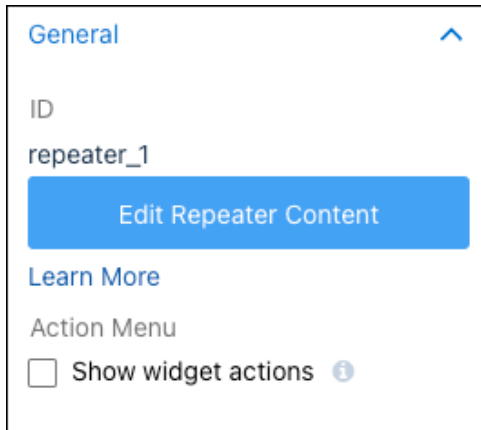 General
ID
repeater_1
Edit Repeater Content
Learn More
Action Menu
Show widget actions